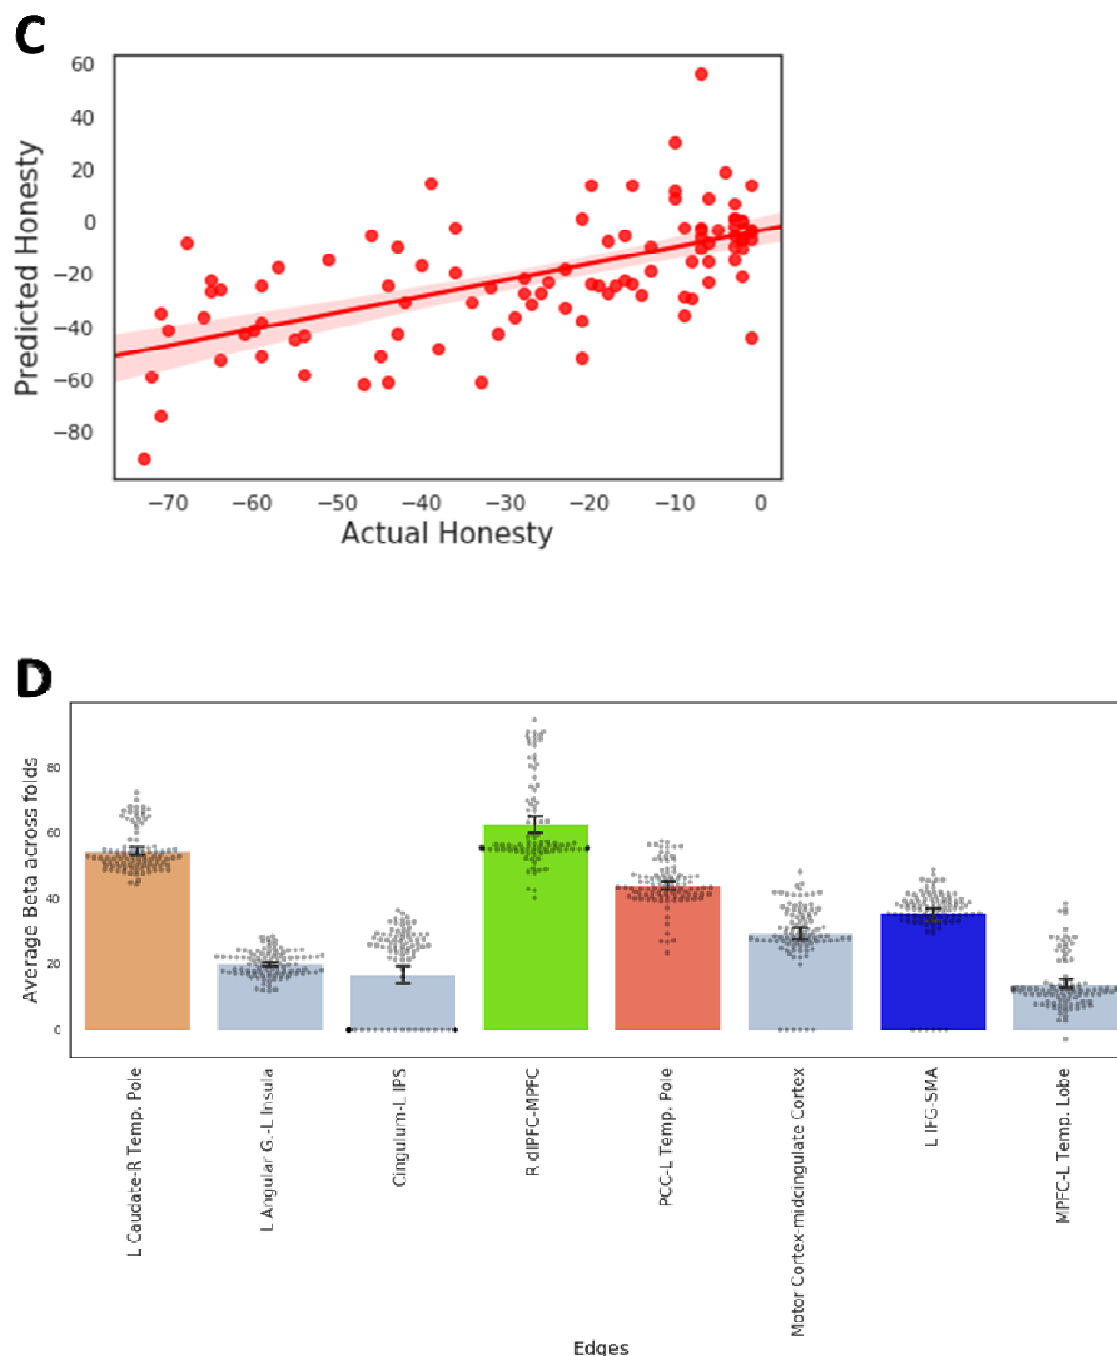 C
60
40
20
0
−20
−40
−60
−80
Predicted Honesty
−70 −60 −50 −40 −30 −20 −10 0
Actual Honesty
D
80
60
40
20
0
Average Beta across folds
L Caudate-R Temp. Pole
L Angular G.-L Insula
Cingulum-L IPS
R dlPFC-MPFC
PCC-L Temp. Pole
Motor Cortex-midcingulate Cortex
L IFG-SMA
MPFC-L Temp. Lobe
Edges